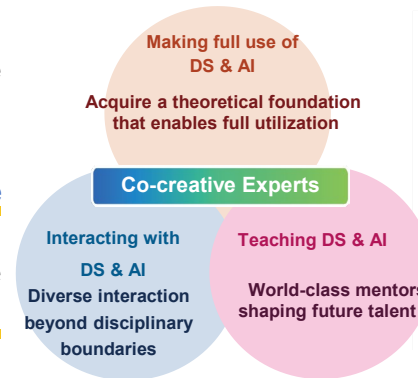 Making full use of
DS & AI
Acquire a theoretical foundation
that enables full utilization
Co-creative Experts
Interacting with
DS & AI
Diverse interaction
beyond disciplinary
boundaries
Teaching DS & AI
World-class mentors
shaping future talent